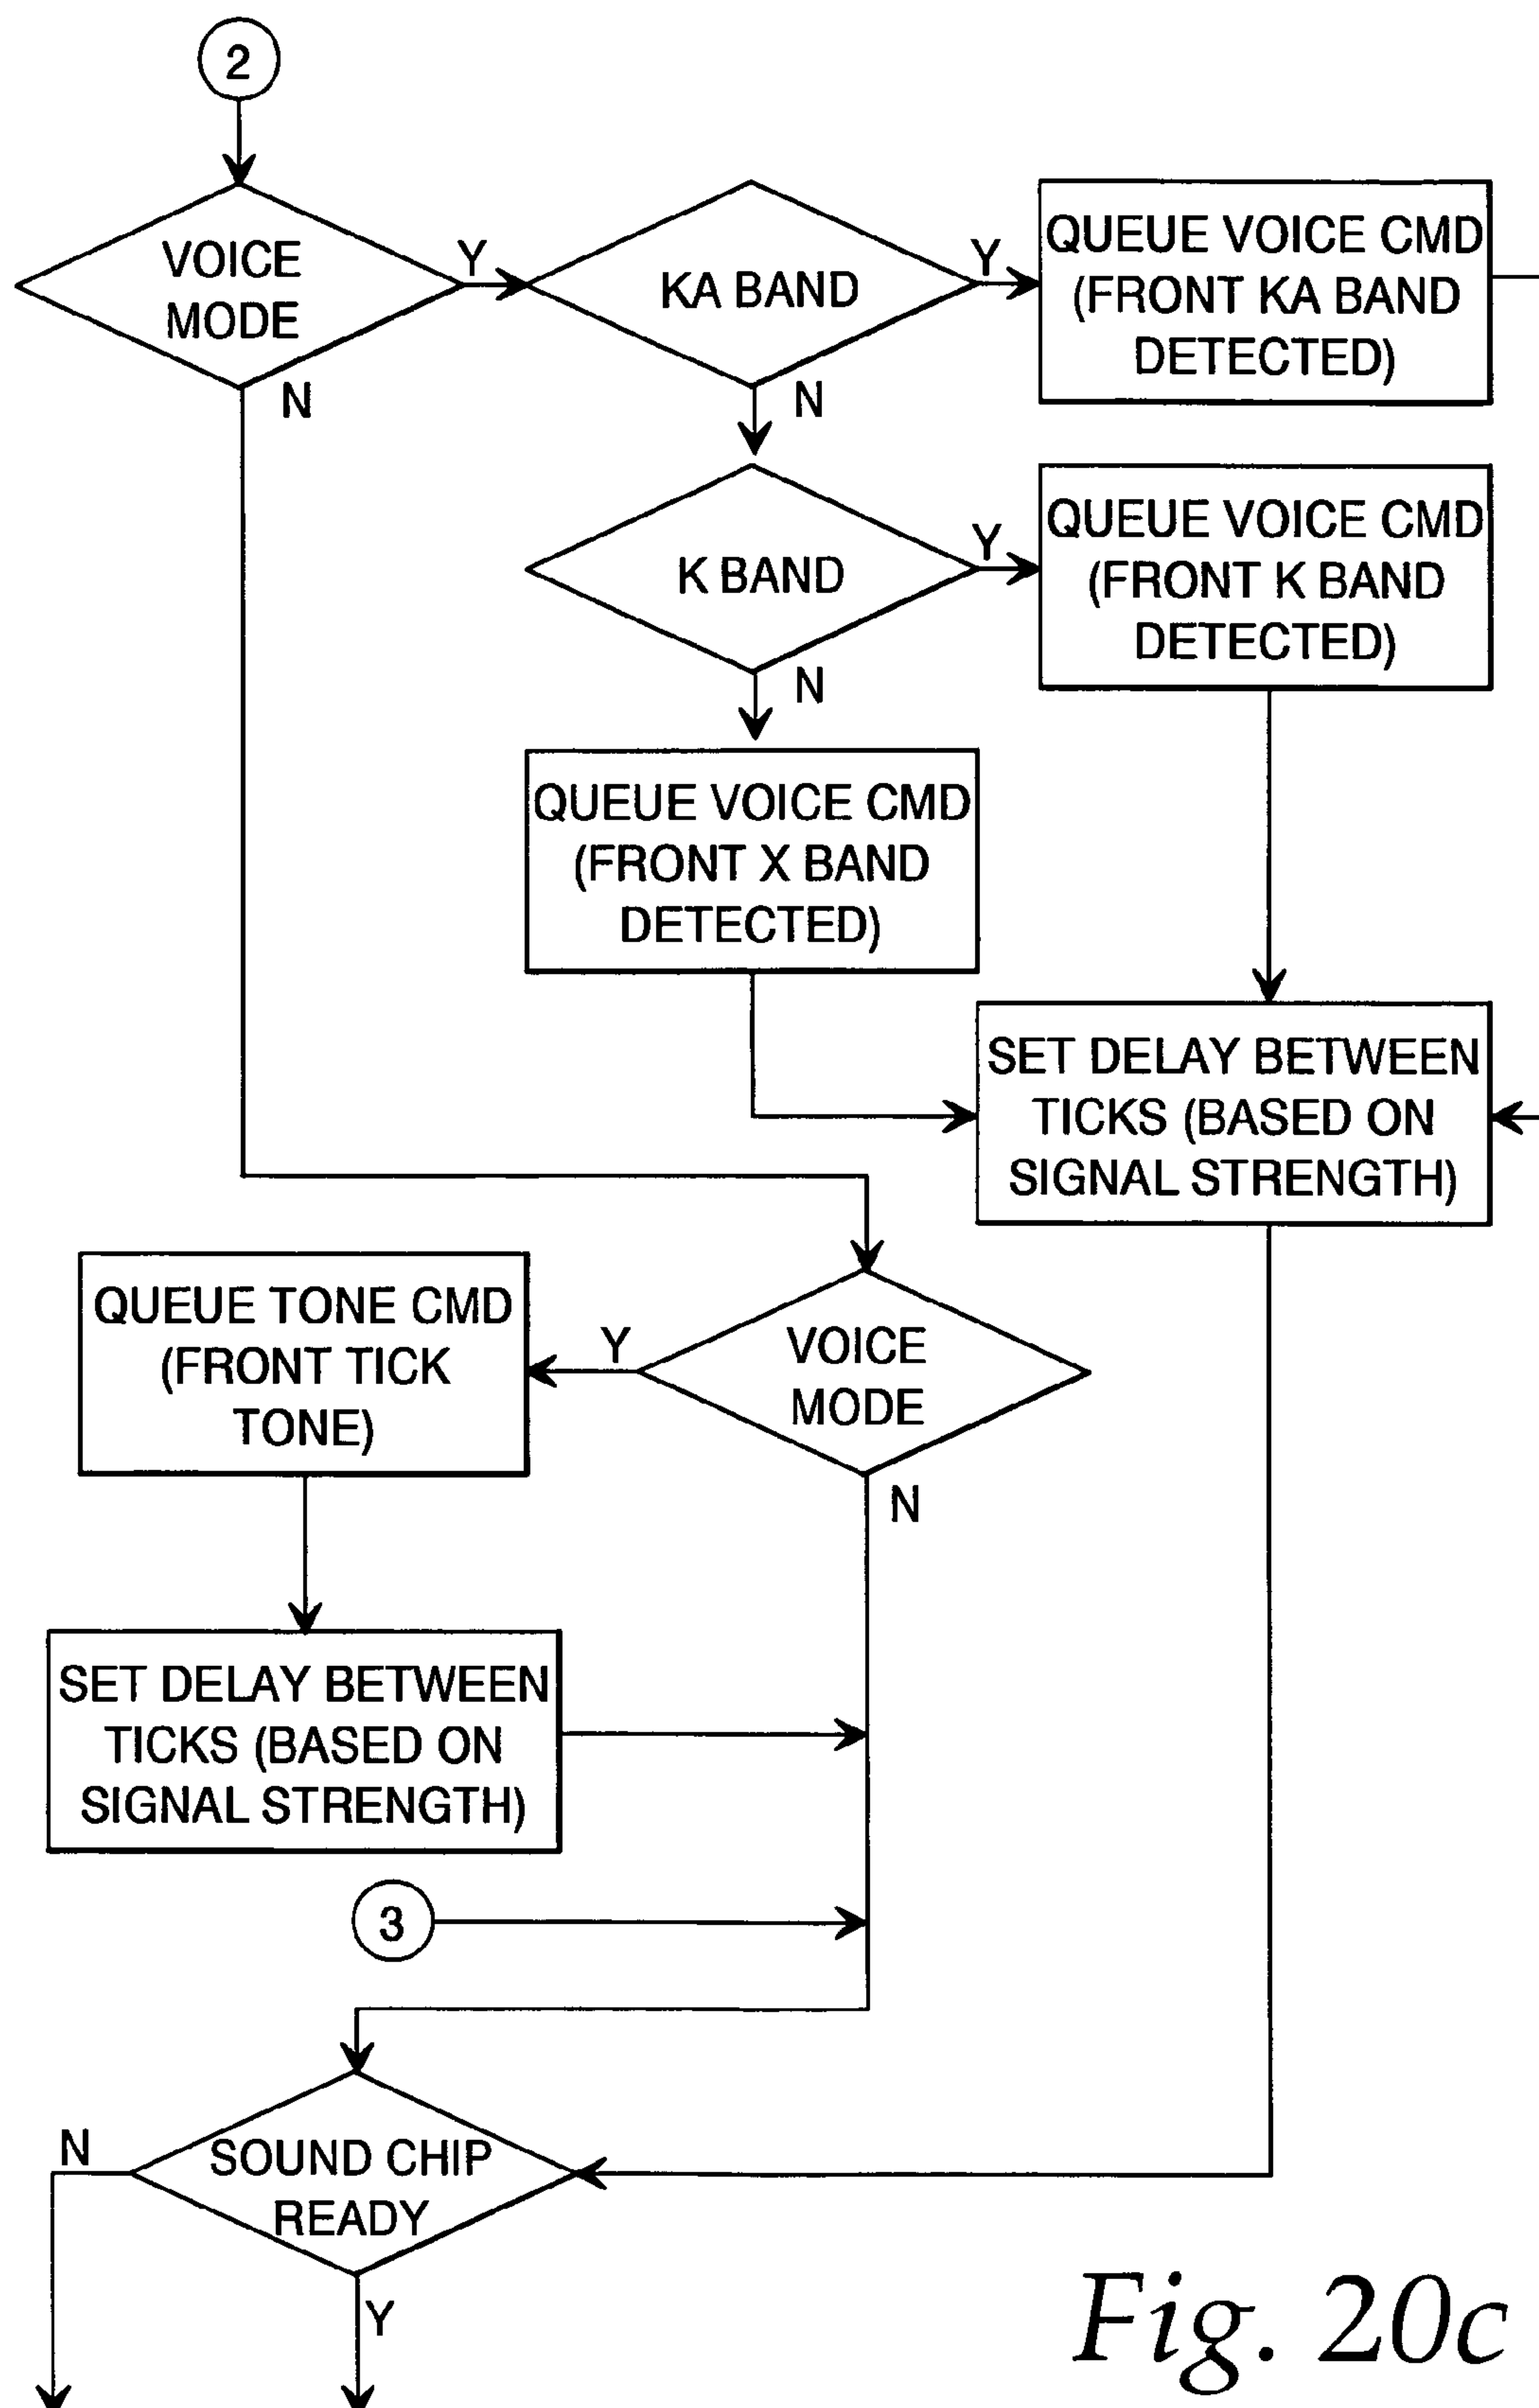 2
VOICE
MODE
Y
N
KA BAND
Y
N
QUEUE VOICE CMD
(FRONT KA BAND
DETECTED)
K BAND
Y
N
QUEUE VOICE CMD
(FRONT K BAND
DETECTED)
QUEUE VOICE CMD
(FRONT X BAND
DETECTED)
SET DELAY BETWEEN
TICKS (BASED ON
SIGNAL STRENGTH)
VOICE
MODE
Y
N
QUEUE TONE CMD
(FRONT TICK
TONE)
SET DELAY BETWEEN
TICKS (BASED ON
SIGNAL STRENGTH)
3
SOUND CHIP
READY
N
Y
Fig. 20c